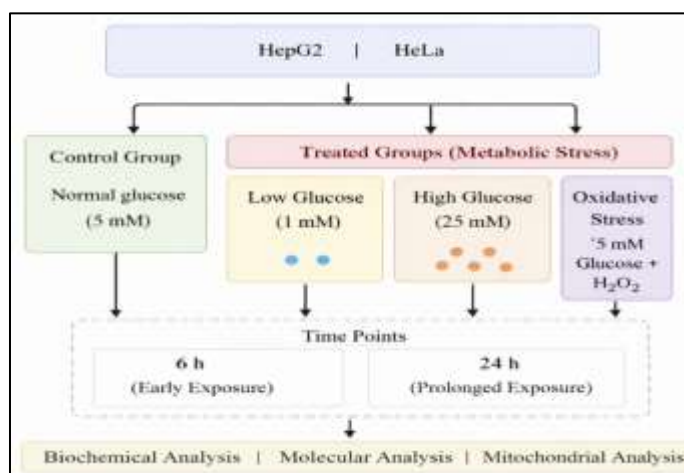 HepG2 | HeLa
Control Group
Normal glucose
(5 mM)
Treated Groups (Metabolic Stress)
Low Glucose
(1 mM)
High Glucose
(25 mM)
Oxidative
Stress
'5 mM
Glucose +
H₂O₂
Time Points
6 h
(Early Exposure)
24 h
(Prolonged Exposure)
Biochemical Analysis | Molecular Analysis | Mitochondrial Analysis